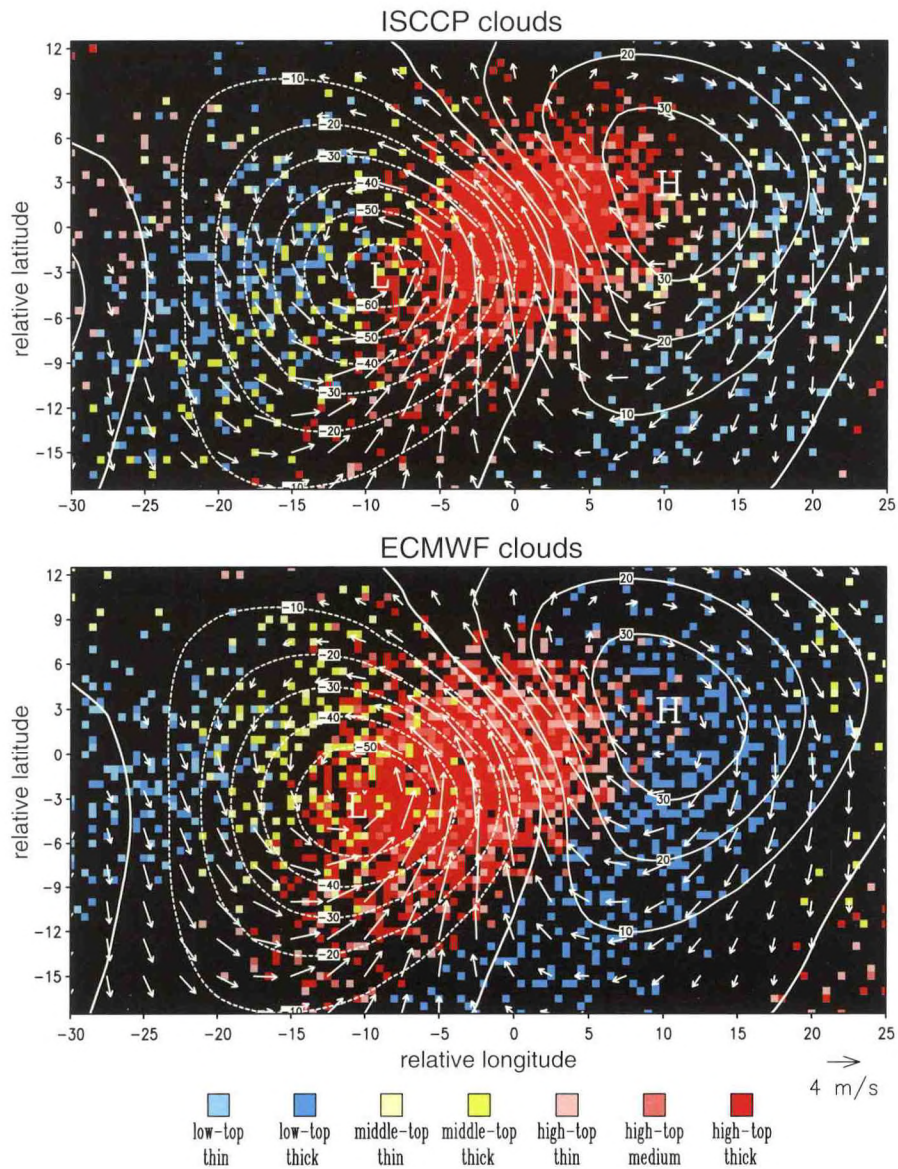 ISCCP clouds
12
9
6
3
0
−3
−6
−9
−12
−15
relative latitude
−10
−20
−30
−40
−50
−60
−50
−40
−30
−20
−10
L
20
30
H
30
20
10
−30 −25 −20 −15 −10 −5 0 5 10 15 20 25
ECMWF clouds
12
9
6
3
0
−3
−6
−9
−12
−15
relative latitude
−10
−20
−30
−40
−50
L
−40
−30
−20
−10
20
30
H
30
20
10
−30 −25 −20 −15 −10 −5 0 5 10 15 20 25
relative longitude
4 m/s
low-top thin
low-top thick
middle-top thin
middle-top thick
high-top thin
high-top medium
high-top thick